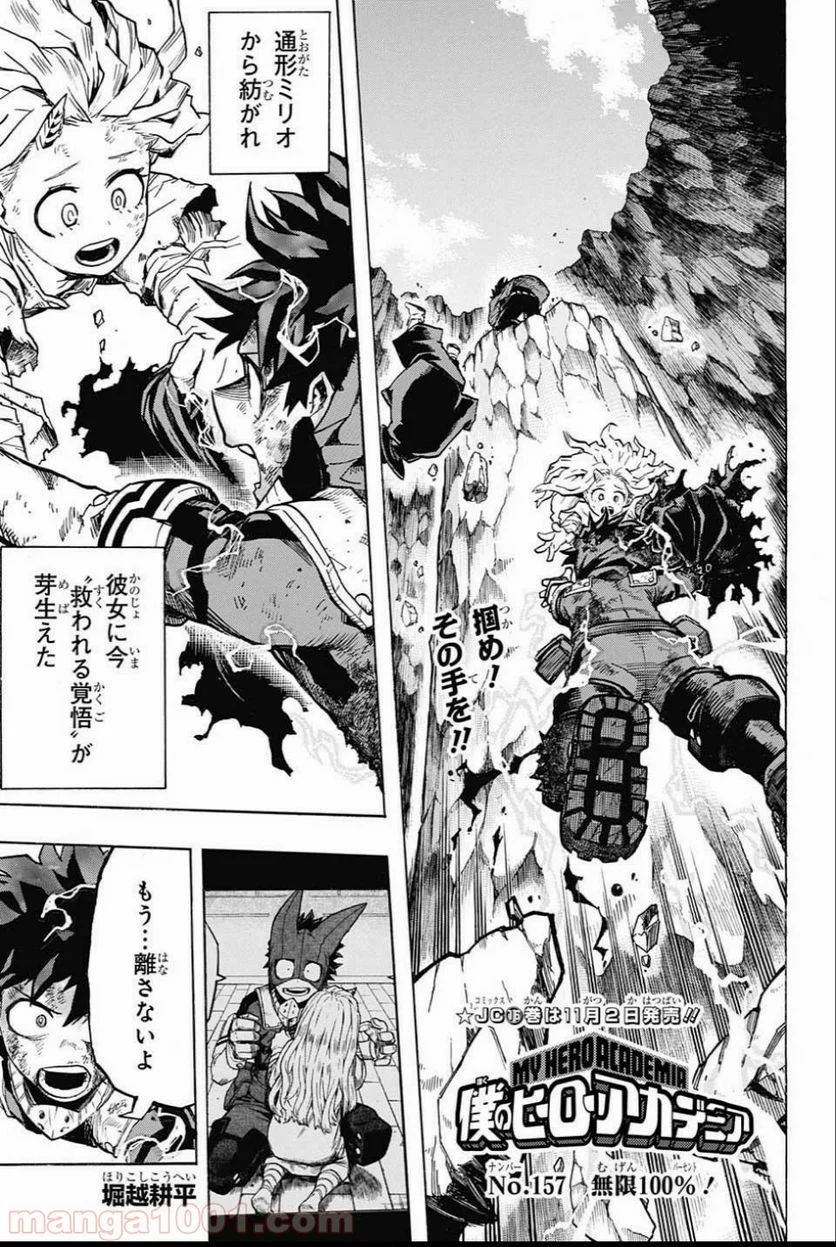 掴め！
その手を!!
☆JC⑯巻は11月2日発売!!
MY HERO ACADEMIA
僕のヒーローアカデミア
No.157 無限100%！
通形ミリオ
から紡がれ
彼女に今
〝救われる覚悟〟が
芽生えた
もう…離さないよ
堀越耕平
manga1001.com